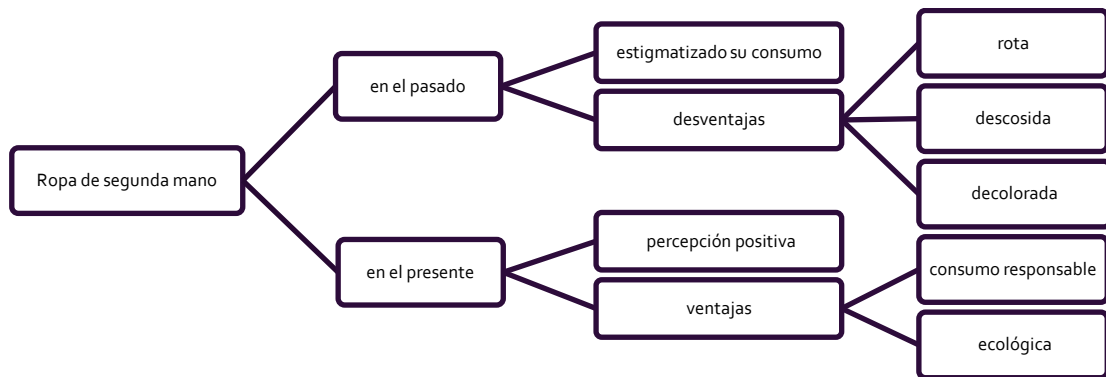 Ropa de segunda mano
en el pasado
estigmatizado su consumo
desventajas
rota
descosida
decolorada
en el presente
percepción positiva
ventajas
consumo responsable
ecológica